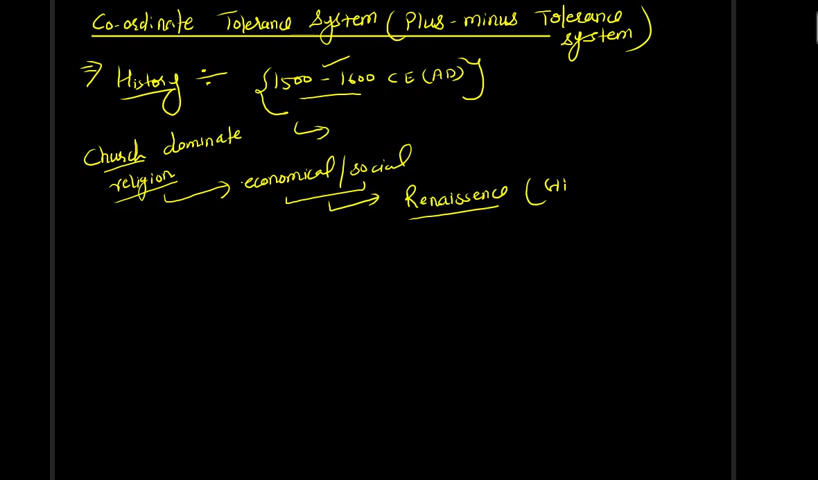 Co-ordinate Tolerance System (Plus-minus Tolerance
system)
⇒ History ÷ {1500 - 1600 CE (AD)}
Church dominate
religion → economical/social
→ Renaissence (